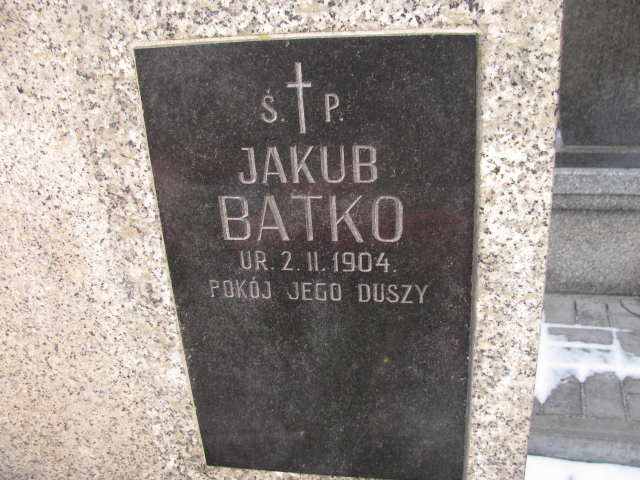 Ś. P.
JAKUB
BATKO
UR. 2. II. 1904.
POKÓJ JEGO DUSZY